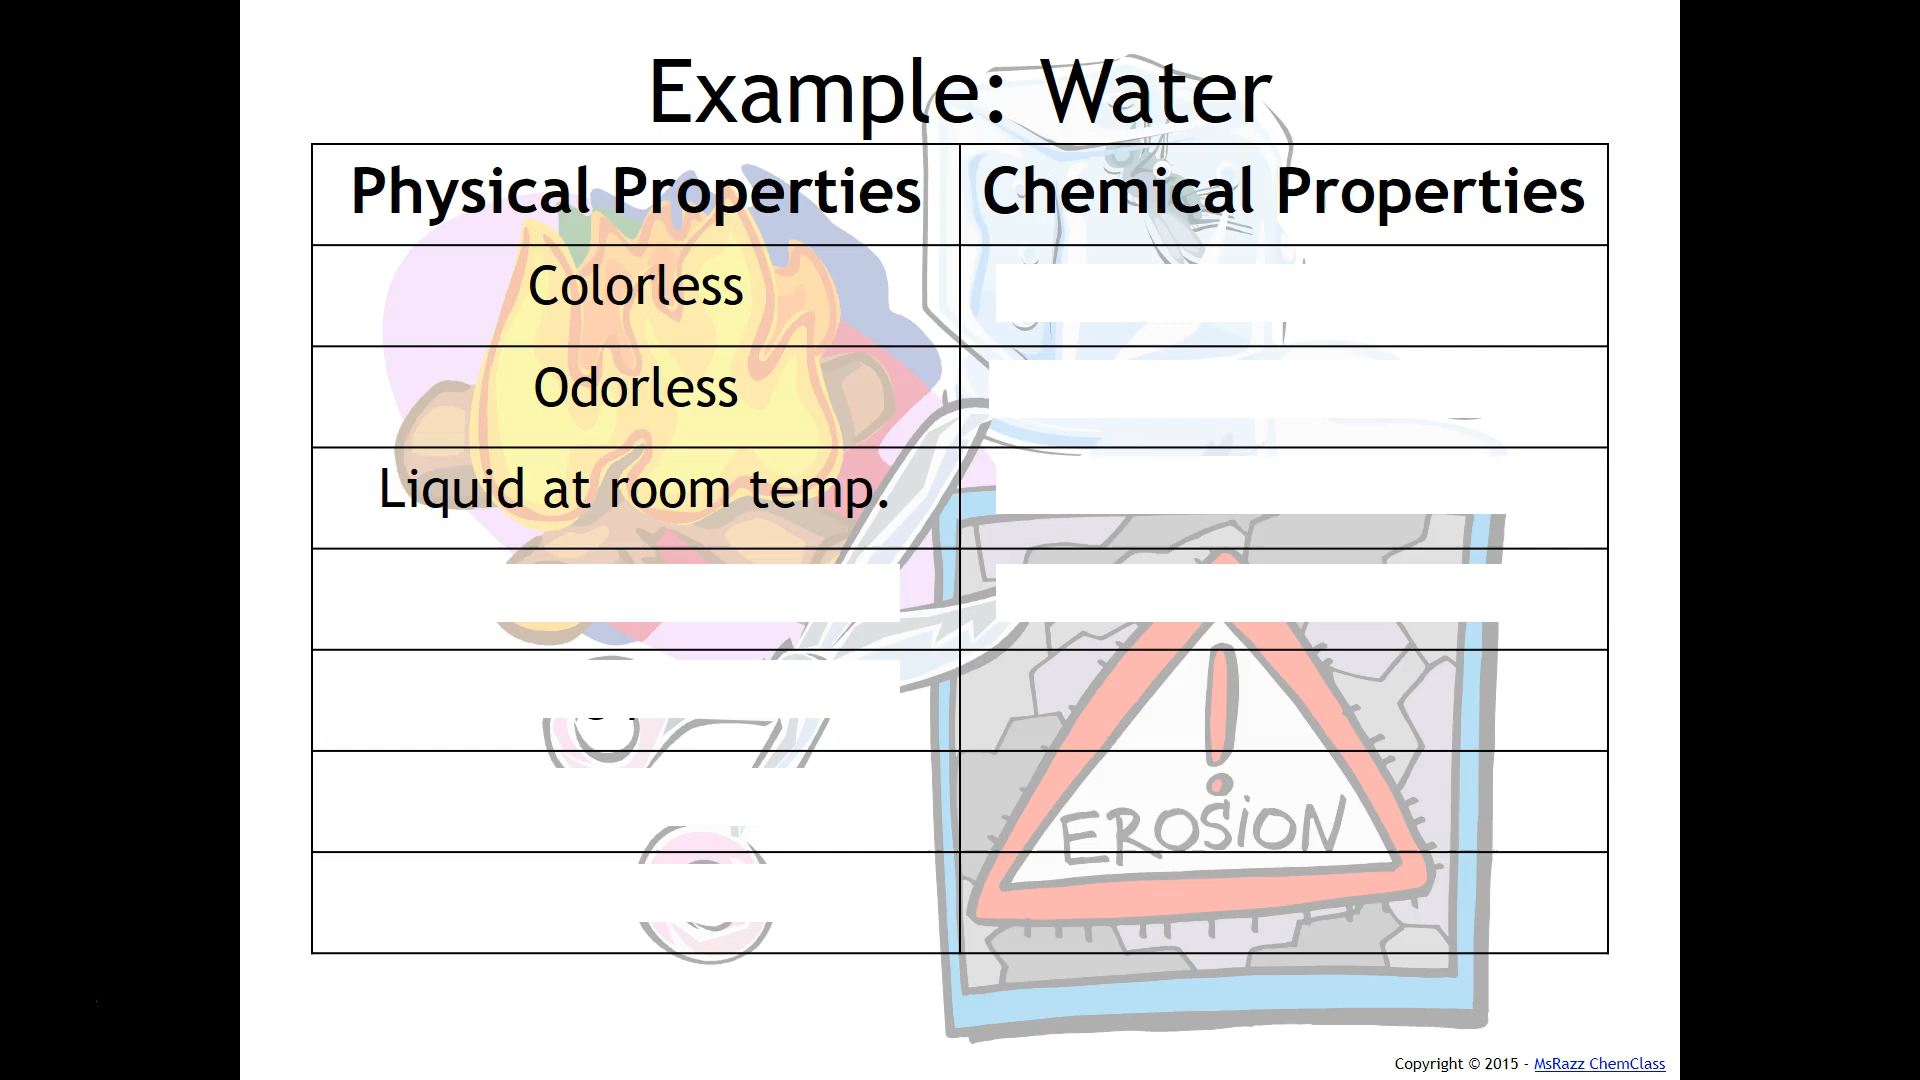 Example: Water
Physical Properties Chemical Properties
Colorless
Odorless
Liquid at room temp.
EROSION
Copyright © 2015 - MsRazz ChemClass